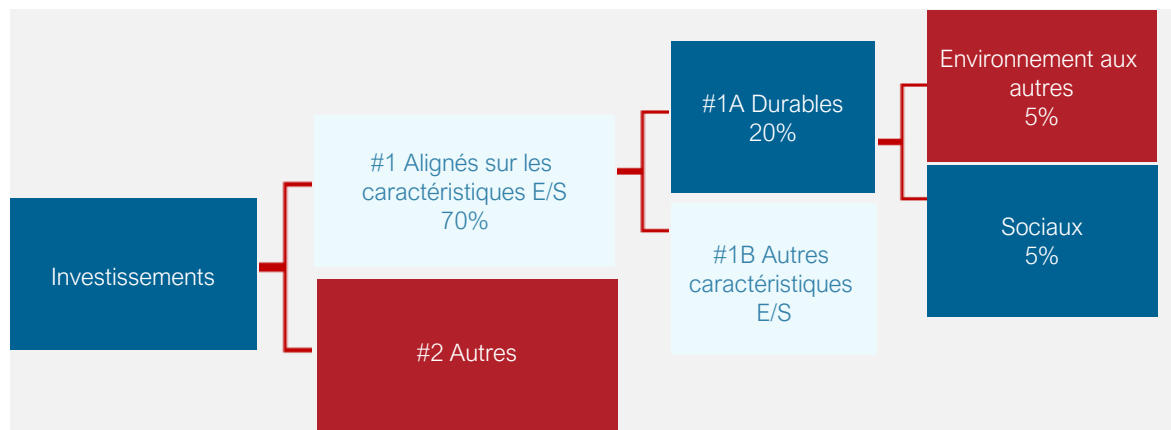 Investissements
#1 Alignés sur les
caractéristiques E/S
70%
#2 Autres
#1A Durables
20%
#1B Autres
caractéristiques
E/S
Environnement aux
autres
5%
Sociaux
5%